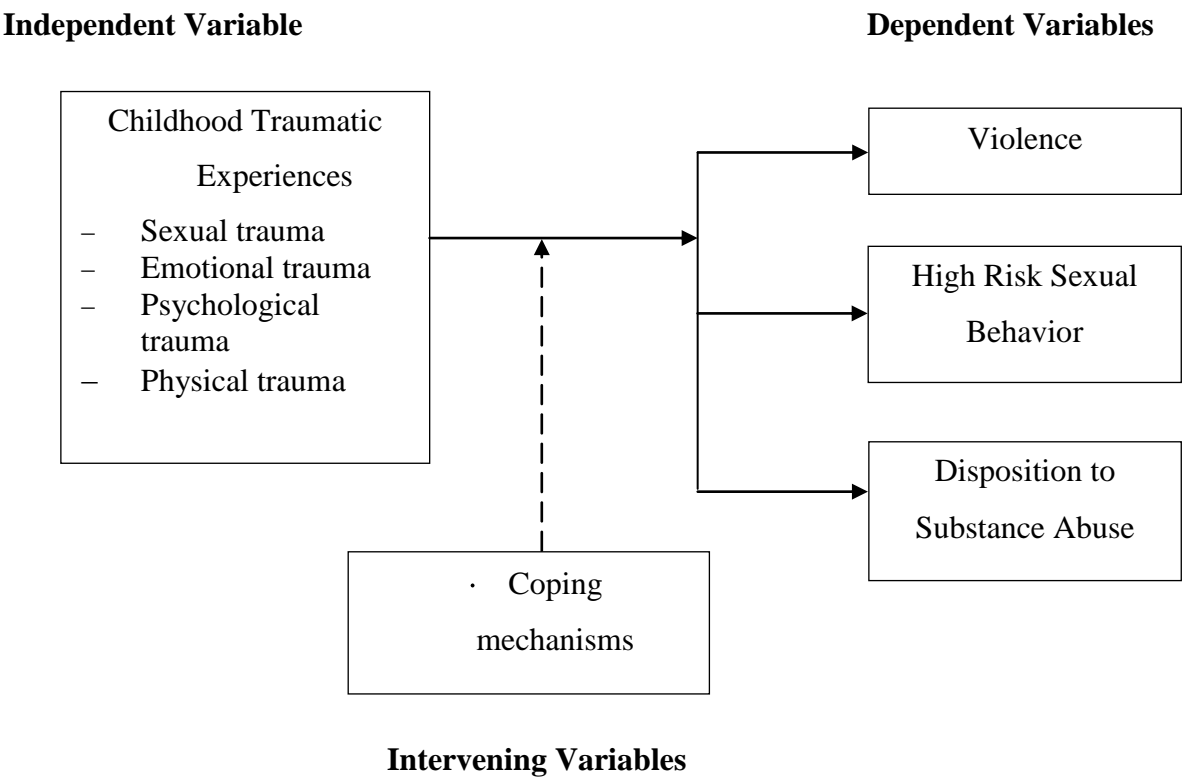 Independent Variable
Dependent Variables
Childhood Traumatic
Experiences
– Sexual trauma
– Emotional trauma
– Psychological
trauma
– Physical trauma
Violence
High Risk Sexual
Behavior
Disposition to
Substance Abuse
· Coping
mechanisms
Intervening Variables